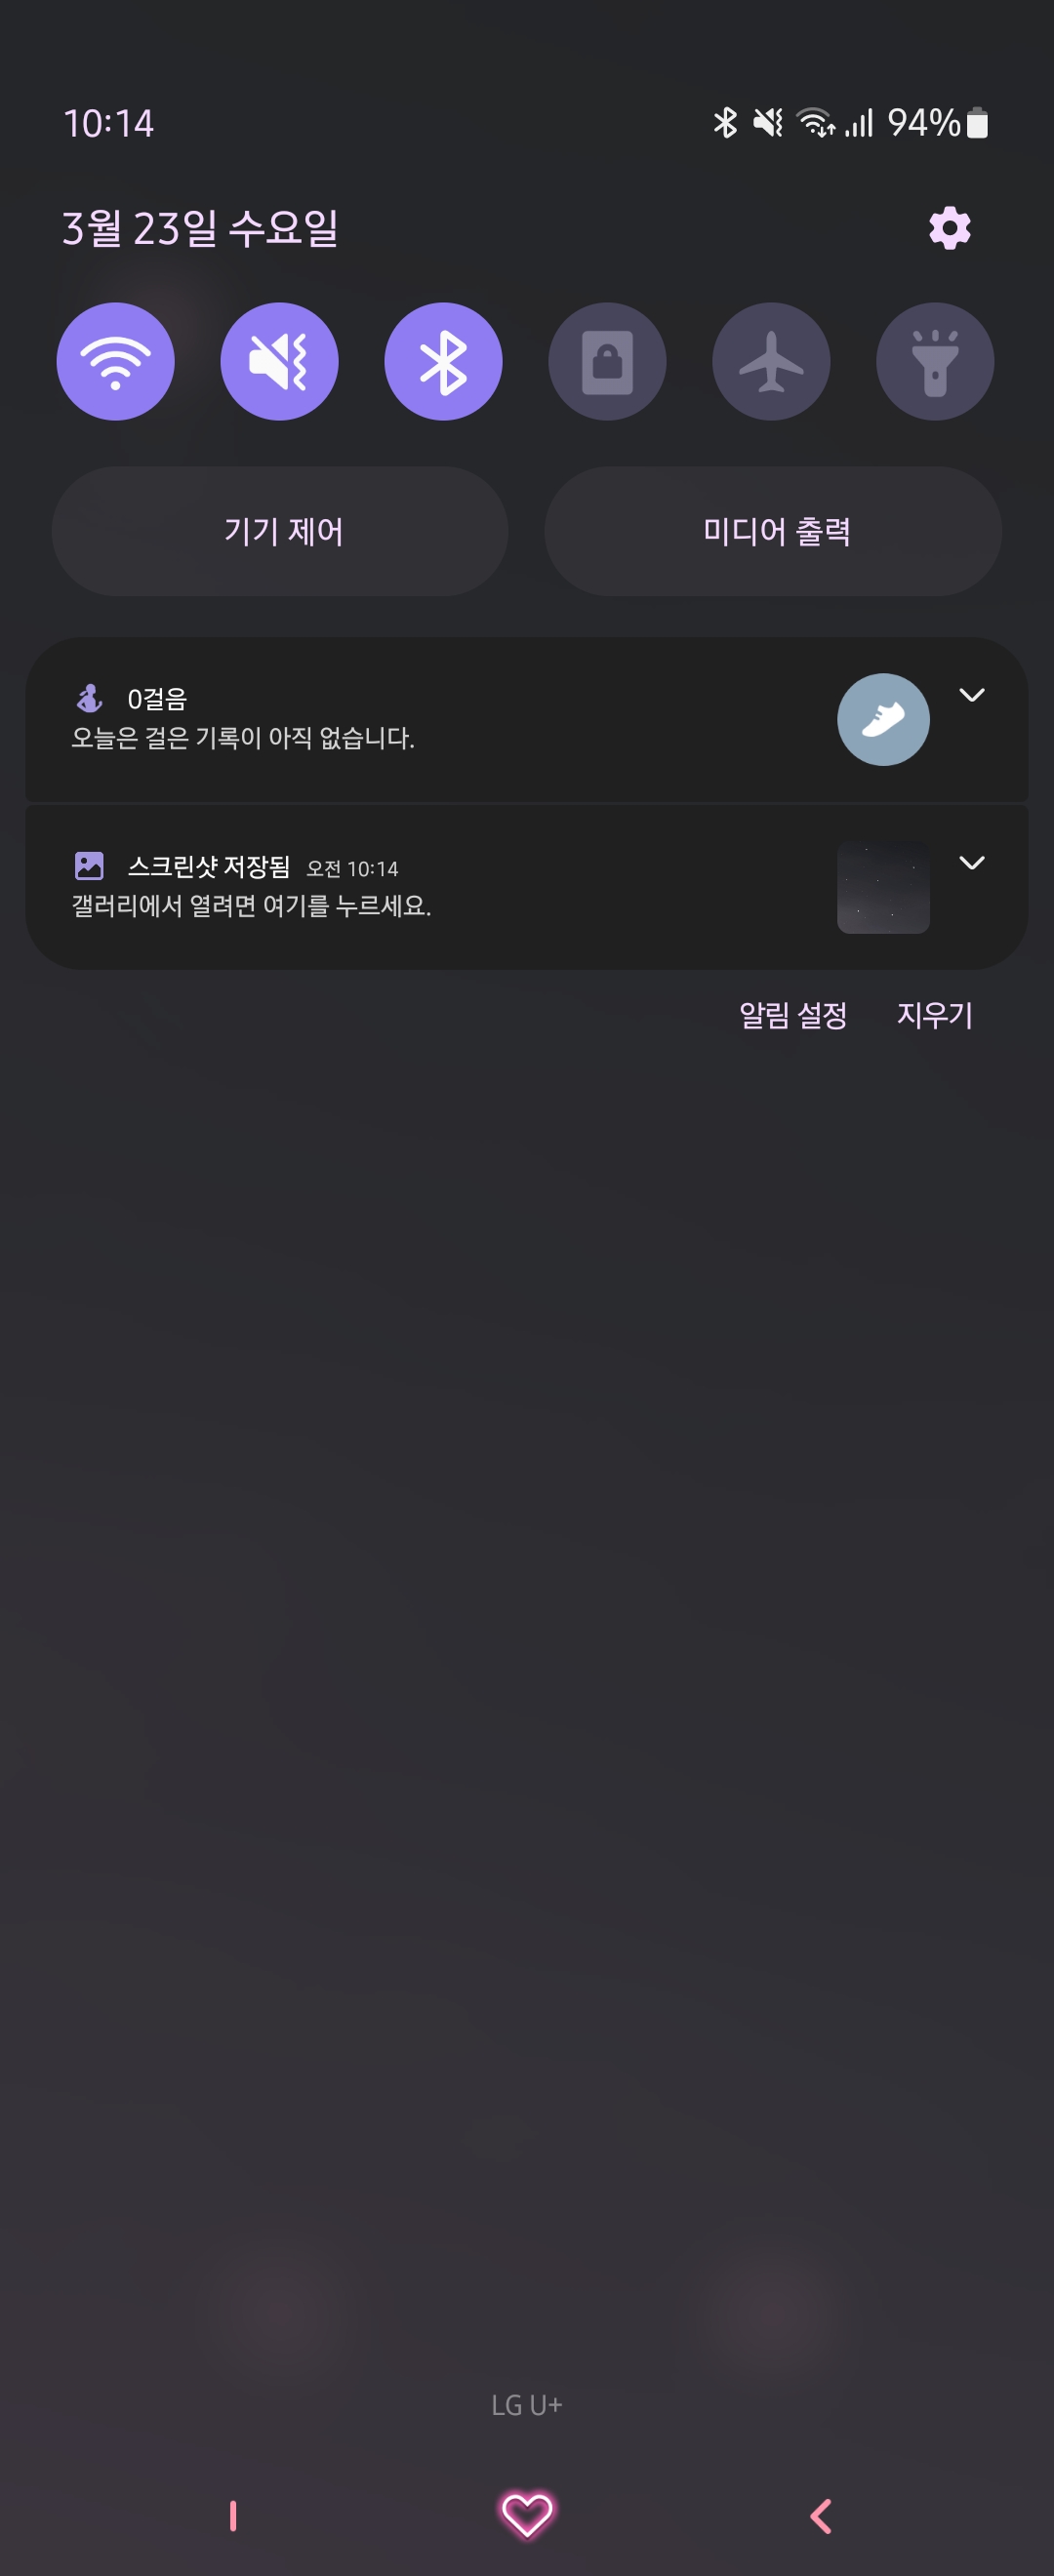 10:14 94%
3월 23일 수요일
기기 제어 미디어 출력
0걸음
오늘은 걸은 기록이 아직 없습니다.
스크린샷 저장됨 오전 10:14
갤러리에서 열려면 여기를 누르세요.
알림 설정 지우기
LG U+